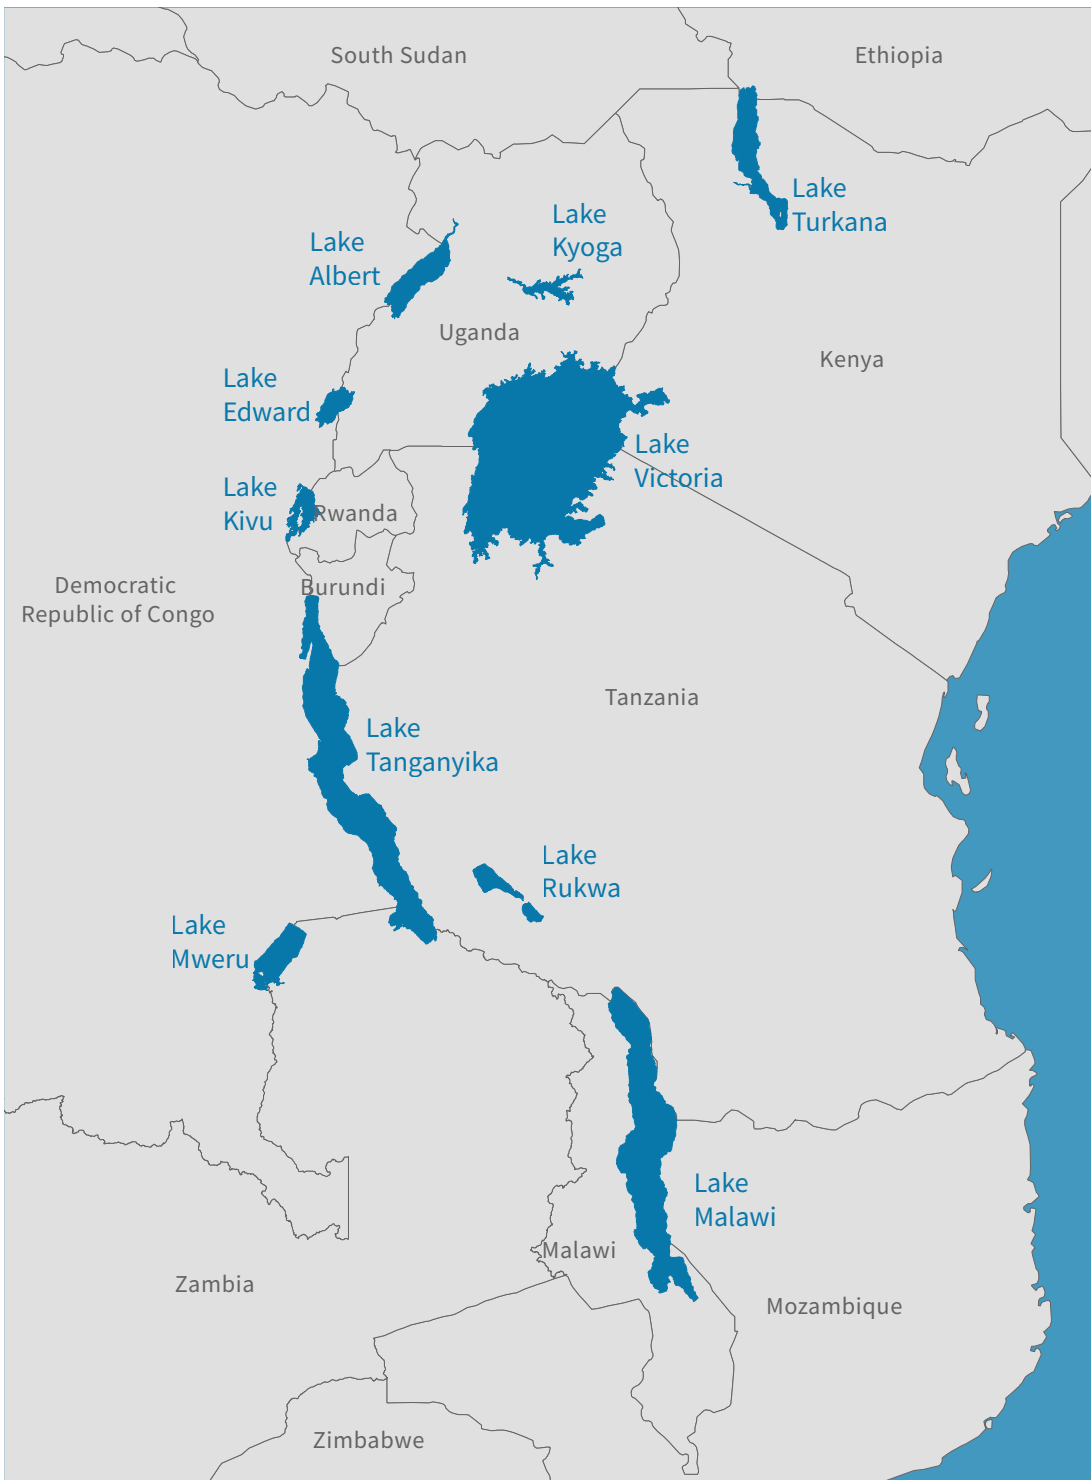 South Sudan
Ethiopia
Lake
Turkana
Lake
Kyoga
Lake
Albert
Uganda
Kenya
Lake
Edward
Lake
Victoria
Lake
Kivu
Rwanda
Democratic
Republic of Congo
Burundi
Tanzania
Lake
Tanganyika
Lake
Rukwa
Lake
Mweru
Lake
Malawi
Malawi
Zambia
Mozambique
Zimbabwe